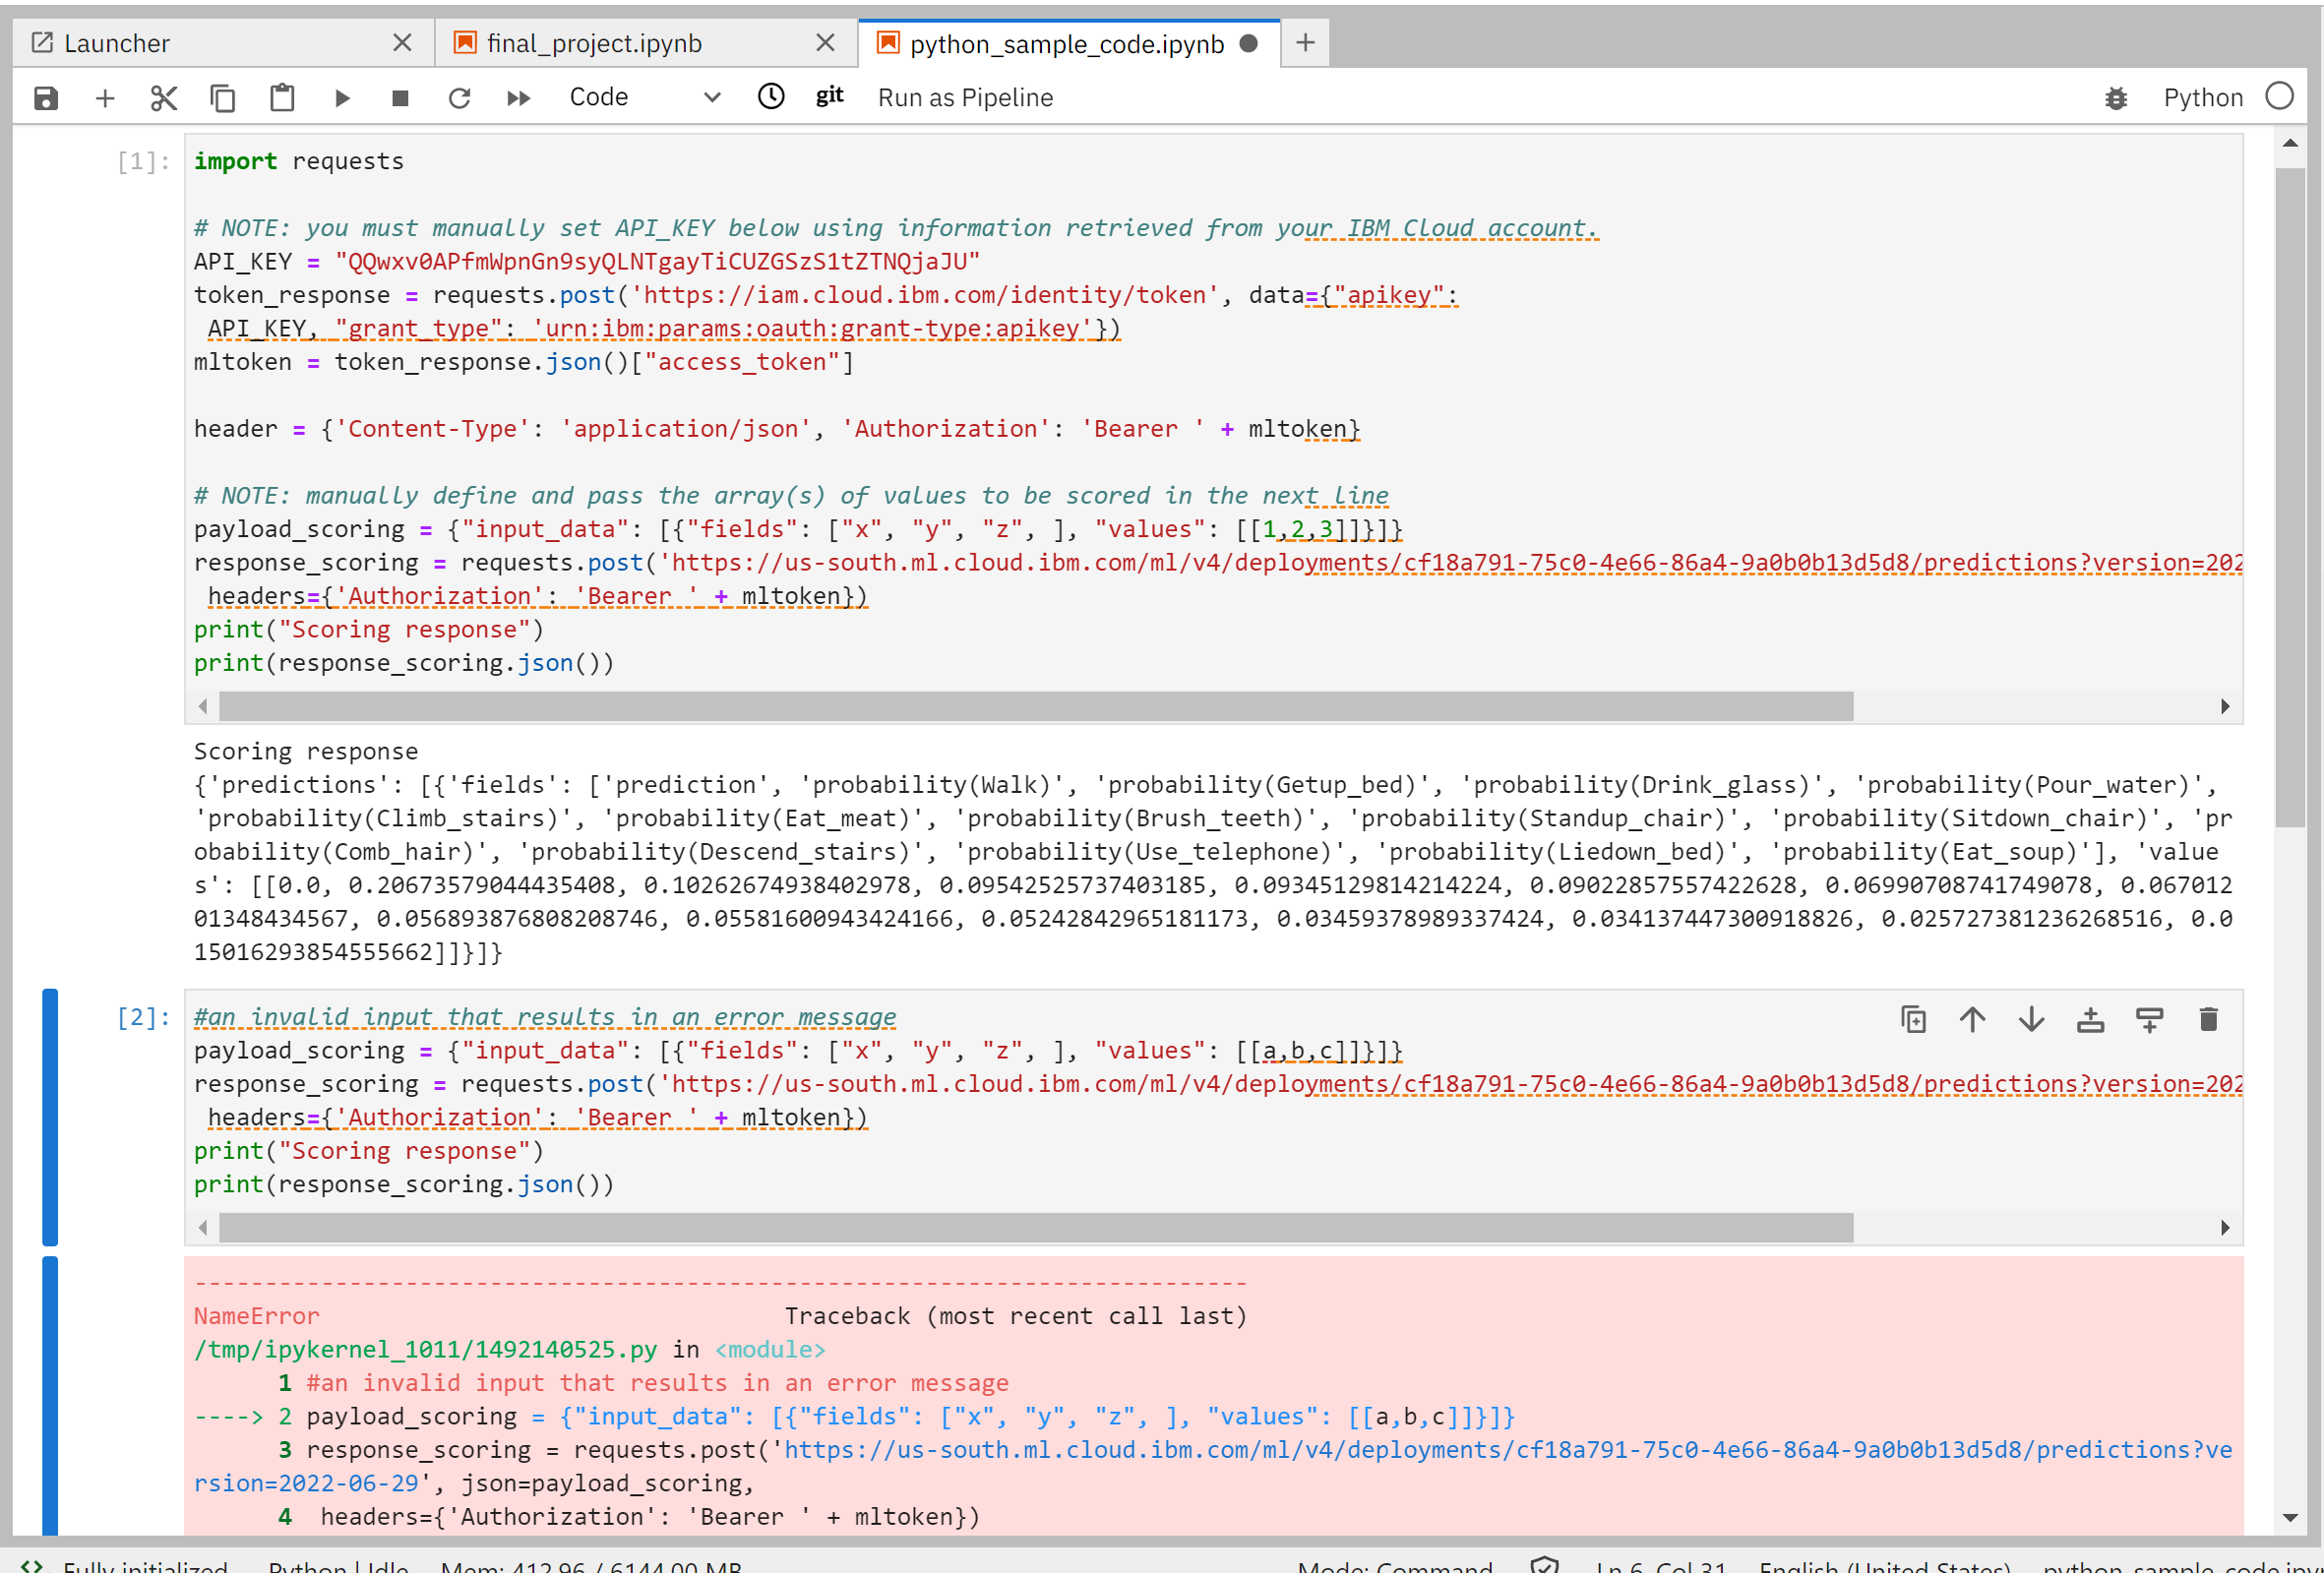 Launcher
final_project.ipynb
python_sample_code.ipynb
Code
git
Run as Pipeline
Python
[1]:
import requests
# NOTE: you must manually set API_KEY below using information retrieved from your IBM Cloud account.
API_KEY = "QQwxv0APfmWpnGn9syQLNTgayTiCUZGSzS1tZTNQjaJU"
token_response = requests.post('https://iam.cloud.ibm.com/identity/token', data={"apikey":
API_KEY, "grant_type": 'urn:ibm:params:oauth:grant-type:apikey'})
mltoken = token_response.json()["access_token"]
header = {'Content-Type': 'application/json', 'Authorization': 'Bearer ' + mltoken}
# NOTE: manually define and pass the array(s) of values to be scored in the next line
payload_scoring = {"input_data": [{"fields": ["x", "y", "z", ], "values": [[1,2,3]]}]}
response_scoring = requests.post('https://us-south.ml.cloud.ibm.com/ml/v4/deployments/cf18a791-75c0-4e66-86a4-9a0b0b13d5d8/predictions?version=202
headers={'Authorization': 'Bearer ' + mltoken})
print("Scoring response")
print(response_scoring.json())
Scoring response
{'predictions': [{'fields': ['prediction', 'probability(Walk)', 'probability(Getup_bed)', 'probability(Drink_glass)', 'probability(Pour_water)',
'probability(Climb_stairs)', 'probability(Eat_meat)', 'probability(Brush_teeth)', 'probability(Standup_chair)', 'probability(Sitdown_chair)', 'pr
obability(Comb_hair)', 'probability(Descend_stairs)', 'probability(Use_telephone)', 'probability(Liedown_bed)', 'probability(Eat_soup)'], 'value
s': [[0.0, 0.20673579044435408, 0.10262674938402978, 0.09542525737403185, 0.09345129814214224, 0.09022857557422628, 0.06990708741749078, 0.067012
01348434567, 0.056893876808208746, 0.05581600943424166, 0.05242842965181173, 0.03459378989337424, 0.034137447300918826, 0.025727381236268516, 0.0
15016293854555662]]}]}
[2]:
#an invalid input that results in an error message
payload_scoring = {"input_data": [{"fields": ["x", "y", "z", ], "values": [[a,b,c]]}]}
response_scoring = requests.post('https://us-south.ml.cloud.ibm.com/ml/v4/deployments/cf18a791-75c0-4e66-86a4-9a0b0b13d5d8/predictions?version=202
headers={'Authorization': 'Bearer ' + mltoken})
print("Scoring response")
print(response_scoring.json())
---------------------------------------------------------------------------
NameError Traceback (most recent call last)
/tmp/ipykernel_1011/1492140525.py in <module>
1 #an invalid input that results in an error message
----> 2 payload_scoring = {"input_data": [{"fields": ["x", "y", "z", ], "values": [[a,b,c]]}]}
3 response_scoring = requests.post('https://us-south.ml.cloud.ibm.com/ml/v4/deployments/cf18a791-75c0-4e66-86a4-9a0b0b13d5d8/predictions?ve
rsion=2022-06-29', json=payload_scoring,
4 headers={'Authorization': 'Bearer ' + mltoken})
Fully initialized Python | Idle Mem: 412.96 / 6144.00 MB Mode: Command Ln 6, Col 31 English (United States) python_sample_code.ipy